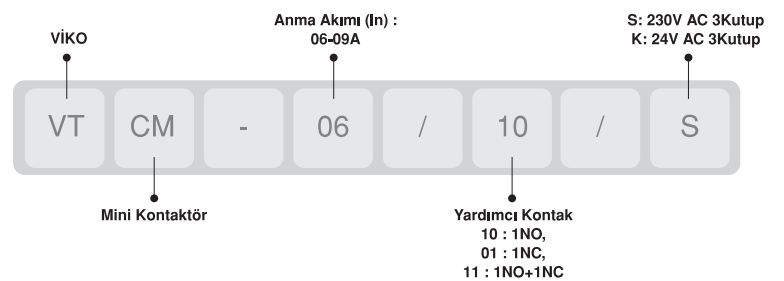 VİKO
Anma Akımı (In) :
06-09A
S: 230V AC 3Kutup
K: 24V AC 3Kutup
VT CM - 06 / 10 / S
Mini Kontaktör
Yardımcı Kontak
10 : 1NO,
01 : 1NC,
11 : 1NO+1NC